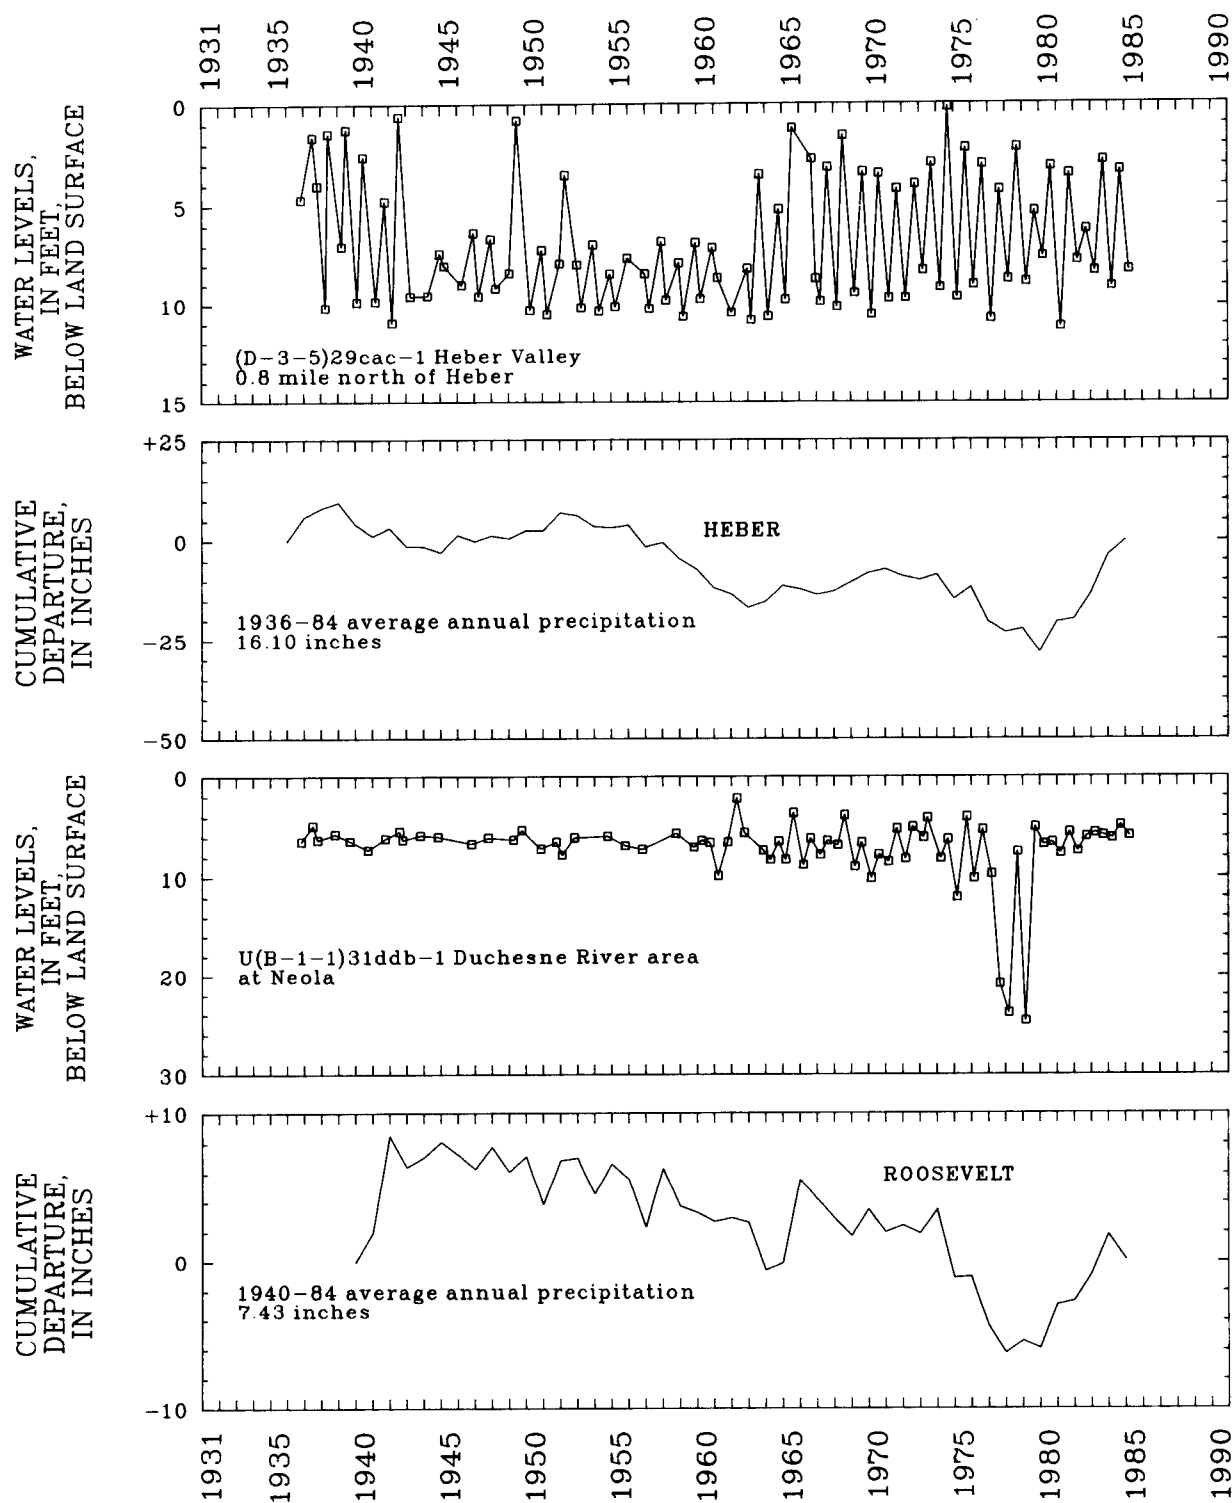 1931 1935 1940 1945 1950 1955 1960 1965 1970 1975 1980 1985 1990
WATER LEVELS,
IN FEET,
BELOW LAND SURFACE
0
5
10
15
(D-3-5)29cac-1 Heber Valley
0.8 mile north of Heber
CUMULATIVE
DEPARTURE,
IN INCHES
+25
0
-25
-50
HEBER
1936-84 average annual precipitation
16.10 inches
WATER LEVELS,
IN FEET,
BELOW LAND SURFACE
0
10
20
30
U(B-1-1)31ddb-1 Duchesne River area
at Neola
CUMULATIVE
DEPARTURE,
IN INCHES
+10
0
-10
ROOSEVELT
1940-84 average annual precipitation
7.43 inches
1931 1935 1940 1945 1950 1955 1960 1965 1970 1975 1980 1985 1990